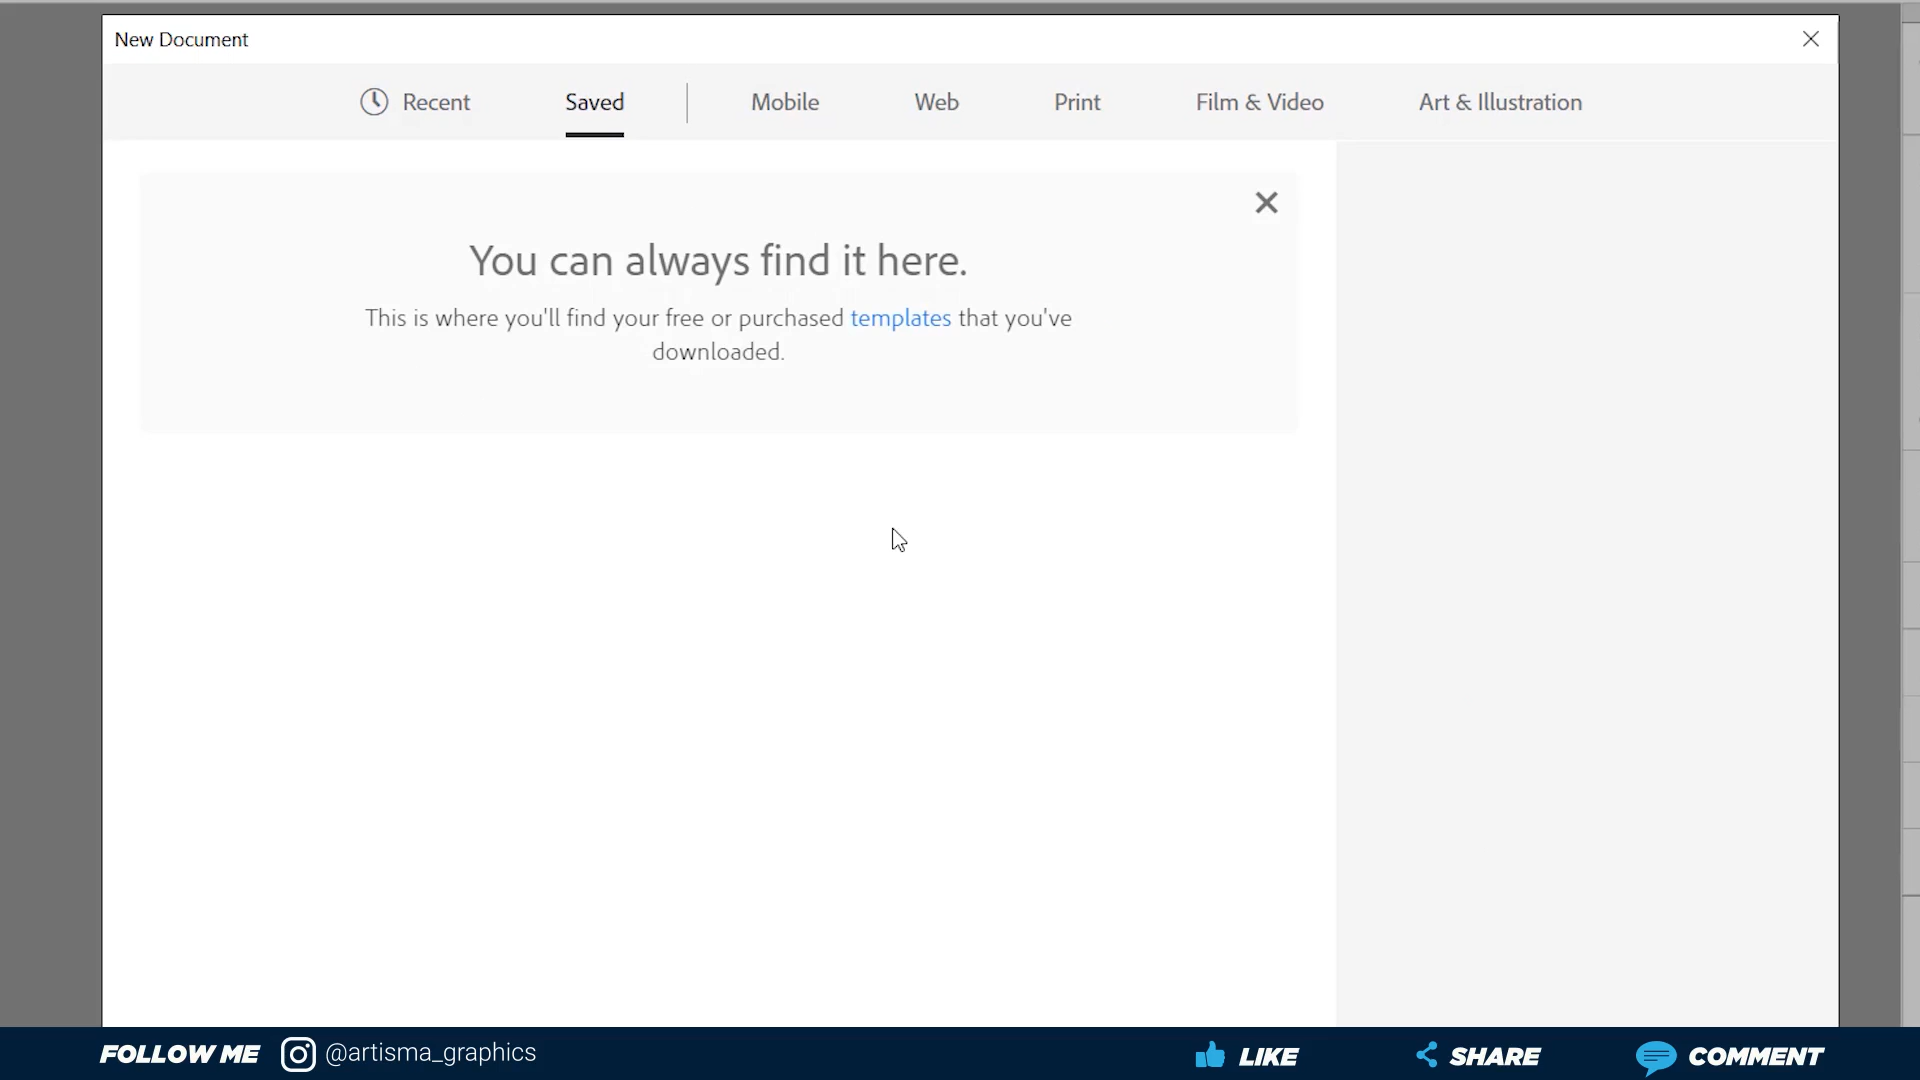 New Document
Recent Saved Mobile Web Print Film & Video Art & Illustration
You can always find it here.
This is where you'll find your free or purchased templates that you've
downloaded.
FOLLOW ME @artisma_graphics LIKE SHARE COMMENT